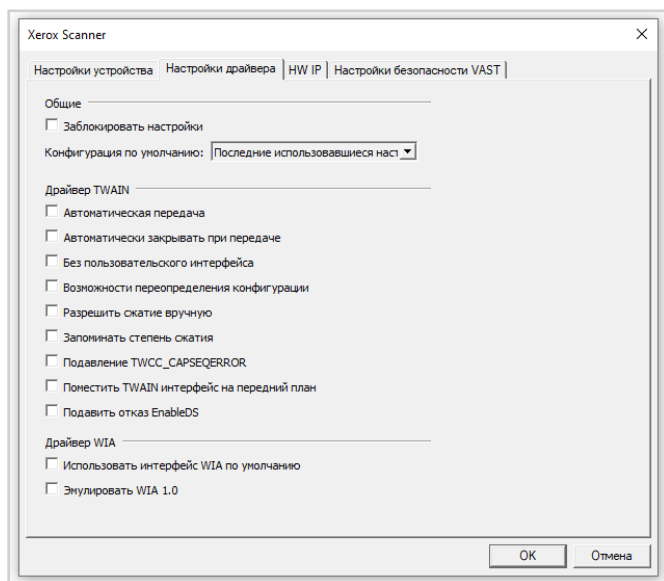 Xerox Scanner
Настройки устройства Настройки драйвера HW IP Настройки безопасности VAST
Общие
Заблокировать настройки
Конфигурация по умолчанию: Последние использовавшиеся наст
Драйвер TWAIN
Автоматическая передача
Автоматически закрывать при передаче
Без пользовательского интерфейса
Возможности переопределения конфигурации
Разрешить сжатие вручную
Запоминать степень сжатия
Подавление TWCC_CAPSEQERROR
Поместить TWAIN интерфейс на передний план
Подавить отказ EnableDS
Драйвер WIA
Использовать интерфейс WIA по умолчанию
Эмулировать WIA 1.0
OK Отмена